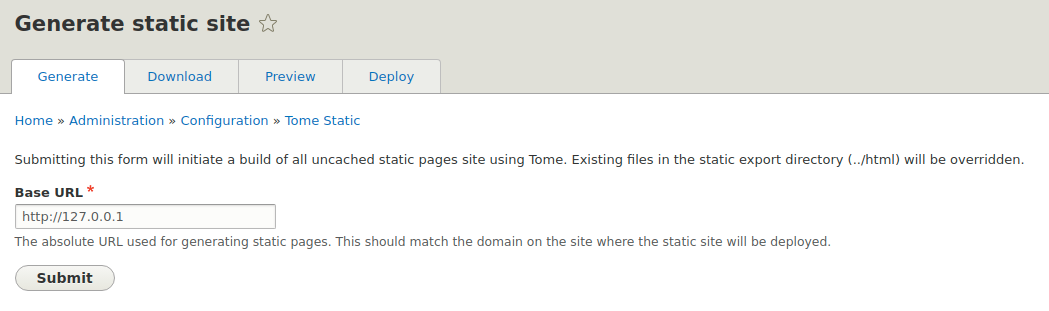 Generate static site
Generate Download Preview Deploy
Home » Administration » Configuration » Tome Static
Submitting this form will initiate a build of all uncached static pages site using Tome. Existing files in the static export directory (../html) will be overridden.
Base URL *
http://127.0.0.1
The absolute URL used for generating static pages. This should match the domain on the site where the static site will be deployed.
Submit